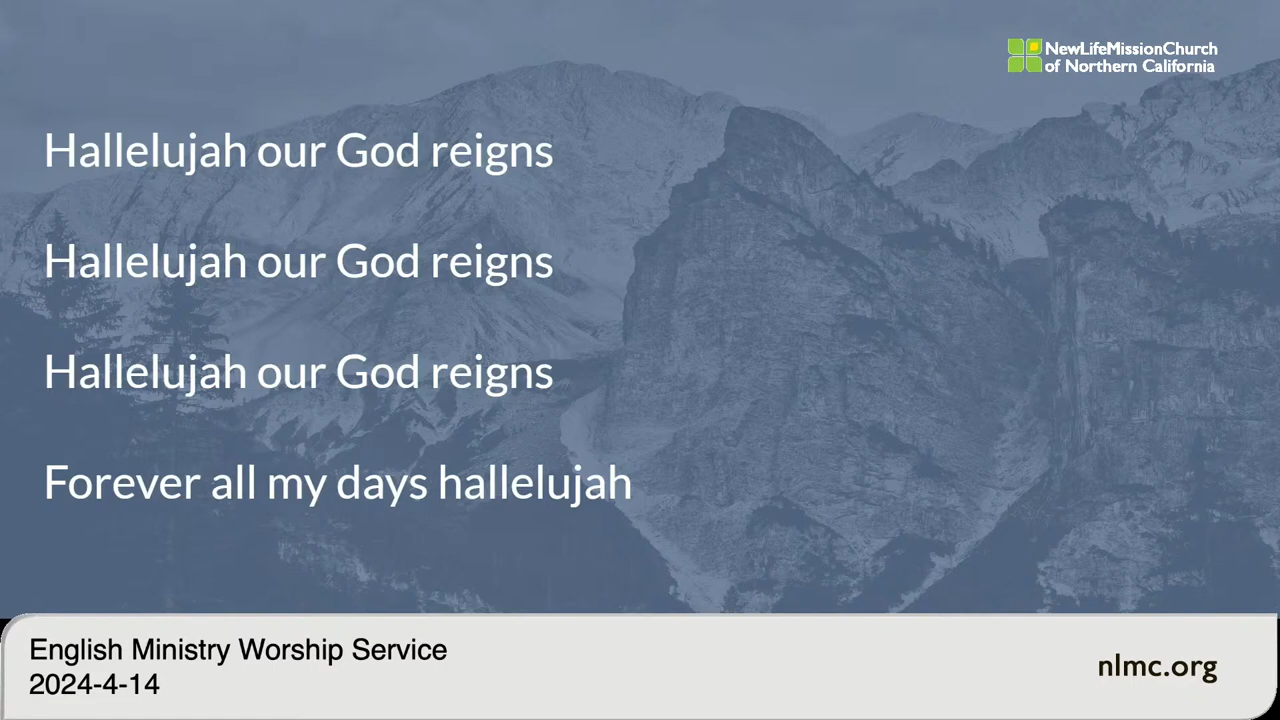 NewLifeMissionChurch
of Northern California
Hallelujah our God reigns
Hallelujah our God reigns
Hallelujah our God reigns
Forever all my days hallelujah
English Ministry Worship Service
2024-4-14
nlmc.org